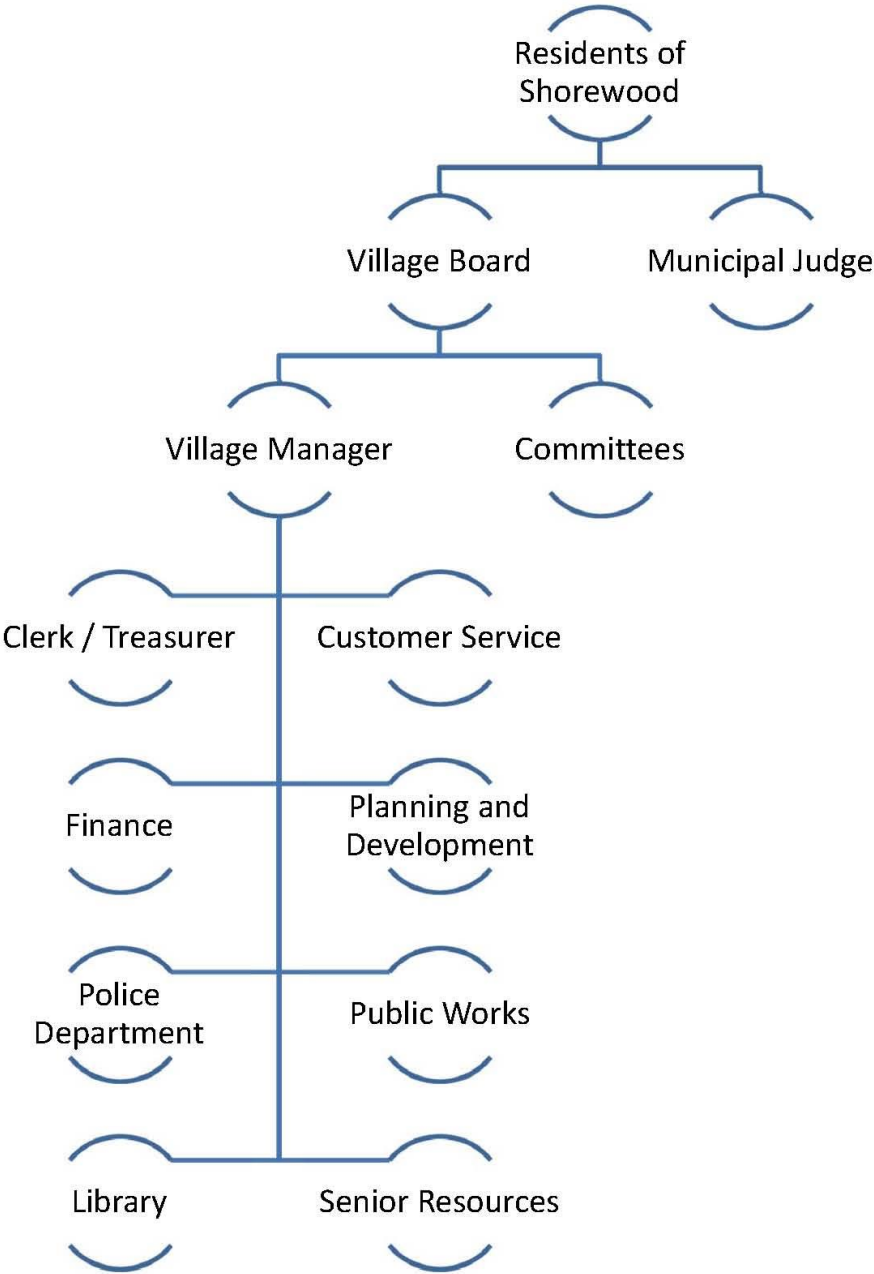 Residents of
Shorewood
Village Board
Municipal Judge
Village Manager
Committees
Clerk / Treasurer
Customer Service
Finance
Planning and
Development
Police
Department
Public Works
Library
Senior Resources